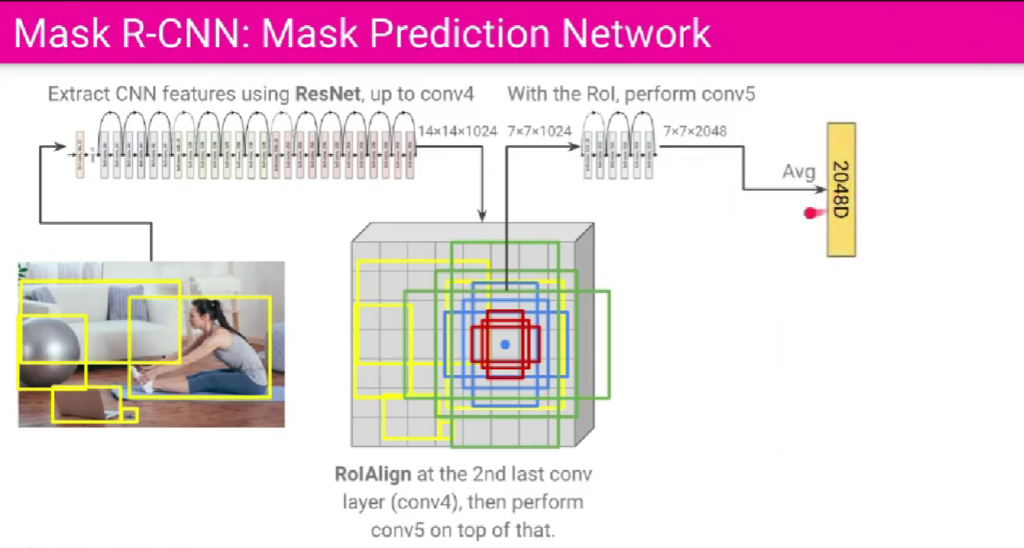 Mask R-CNN: Mask Prediction Network
Extract CNN features using ResNet, up to conv4
With the RoI, perform conv5
14×14×1024
7×7×1024
7×7×2048
Avg
2048D
RoIAlign at the 2nd last conv
layer (conv4), then perform
conv5 on top of that.